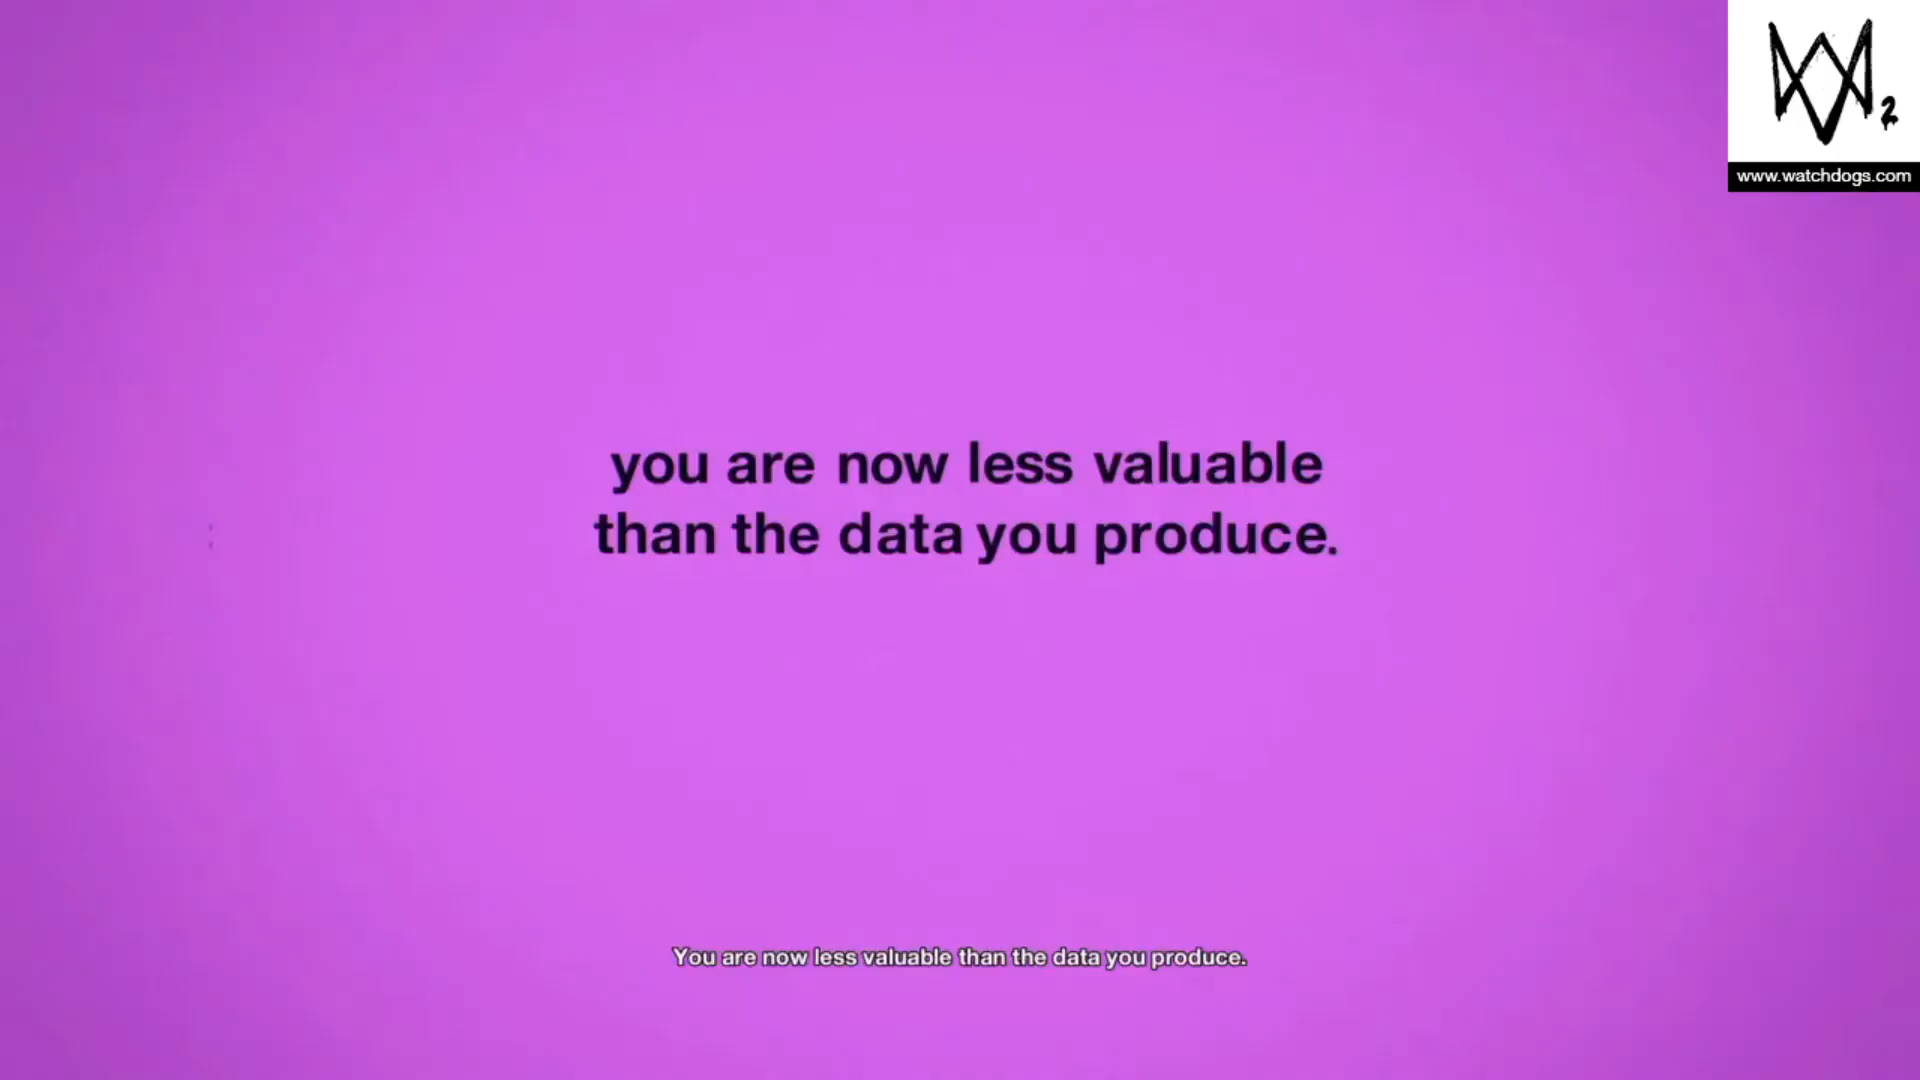 2
www.watchdogs.com
you are now less valuable
than the data you produce.
You are now less valuable than the data you produce.